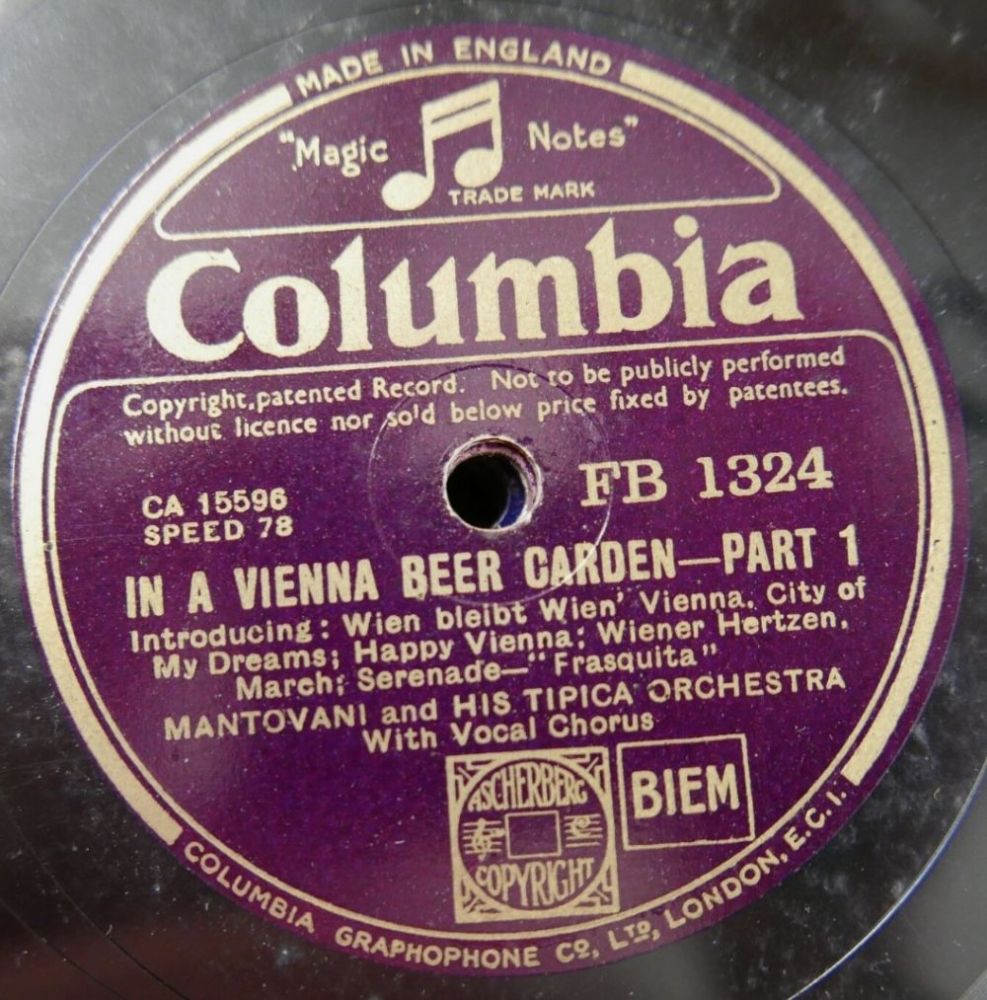 MADE IN ENGLAND
"Magic Notes"
TRADE MARK
Columbia
Copyright, patented Record. Not to be publicly performed
without licence nor sold below price fixed by patentees.
CA 15596
SPEED 78
FB 1324
IN A VIENNA BEER GARDEN—PART 1
Introducing: Wien bleibt Wien; Vienna, City of
My Dreams; Happy Vienna; Wiener Hertzen,
March; Serenade—"Frasquita"
MANTOVANI and HIS TIPICA ORCHESTRA
With Vocal Chorus
ASCHERBERG
COPYRIGHT
BIEM
COLUMBIA GRAPHOPHONE Co., LTD, LONDON, E.C.1.